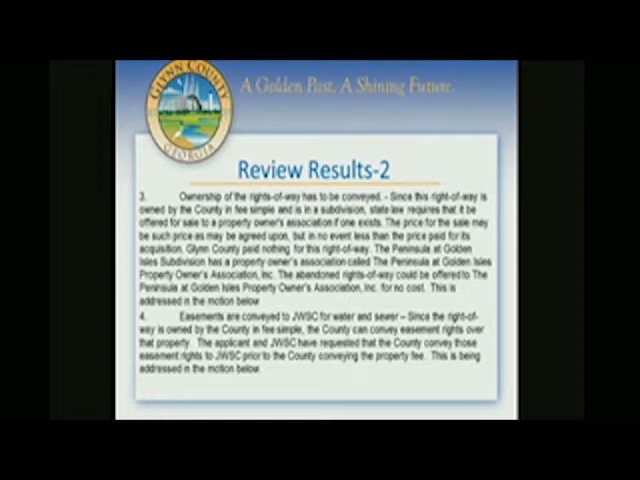 GLYNN COUNTY
GEORGIA
A Golden Past. A Shining Future.
Review Results-2
3. Ownership of the rights-of-way has to be conveyed. - Since this right-of-way is
owned by the County in fee simple and is in a subdivision, state law requires that it be
offered for sale to a property owner's association if one exists. The price for the sale may
be such price as may be agreed upon, but in no event less than the price paid for its
acquisition. Glynn County paid nothing for this right-of-way. The Peninsula at Golden
Isles Subdivision has a property owner's association called The Peninsula at Golden Isles
Property Owner's Association, Inc. The abandoned rights-of-way could be offered to The
Peninsula at Golden Isles Property Owner's Association, Inc. for no cost. This is
addressed in the motion below
4. Easements are conveyed to JWSC for water and sewer – Since the right-of-
way is owned by the County in fee simple, the County can convey easement rights over
that property. The applicant and JWSC have requested that the County convey those
easement rights to JWSC prior to the County conveying the property fee. This is being
addressed in the motion below.